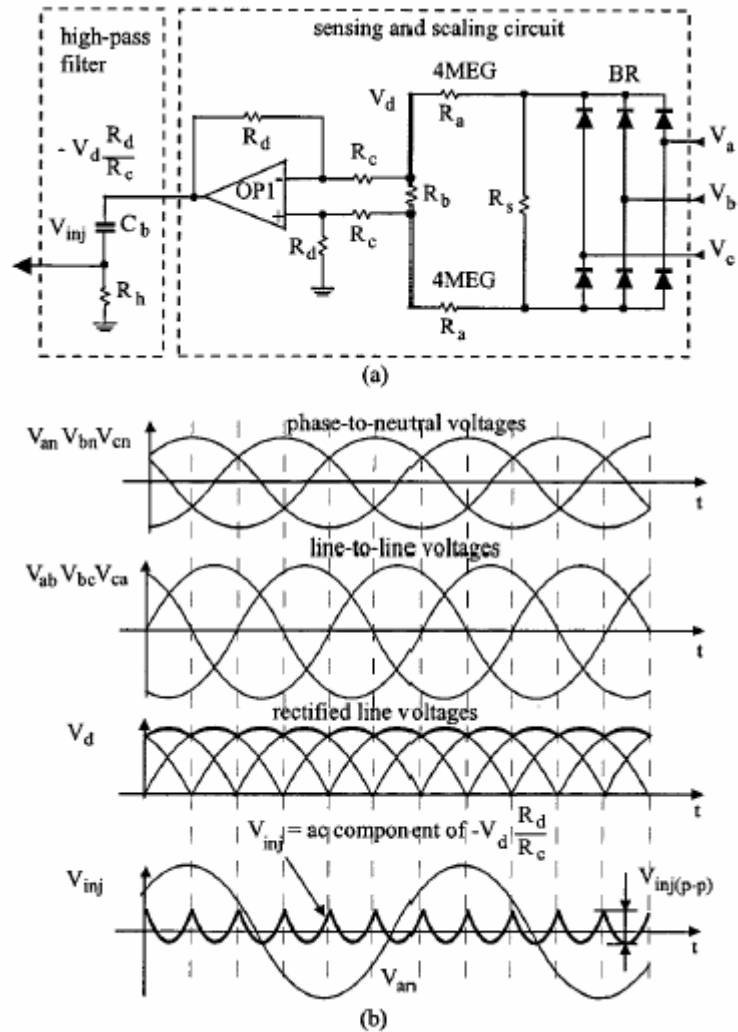 high-pass
filter
sensing and scaling circuit
4MEG
BR
V_d
R_a
R_d
- V_d R_d/R_c
R_c
V_a
OP1
-
R_b
R_s
V_b
V_inj
C_b
+
R_c
R_d
V_c
4MEG
R_h
R_a
(a)
phase-to-neutral voltages
V_an V_bn V_cn
t
line-to-line voltages
V_ab V_bc V_ca
t
rectified line voltages
V_d
t
V_inj = ac component of -V_d R_d/R_c
V_inj
V_inj(p-p)
t
V_an
(b)